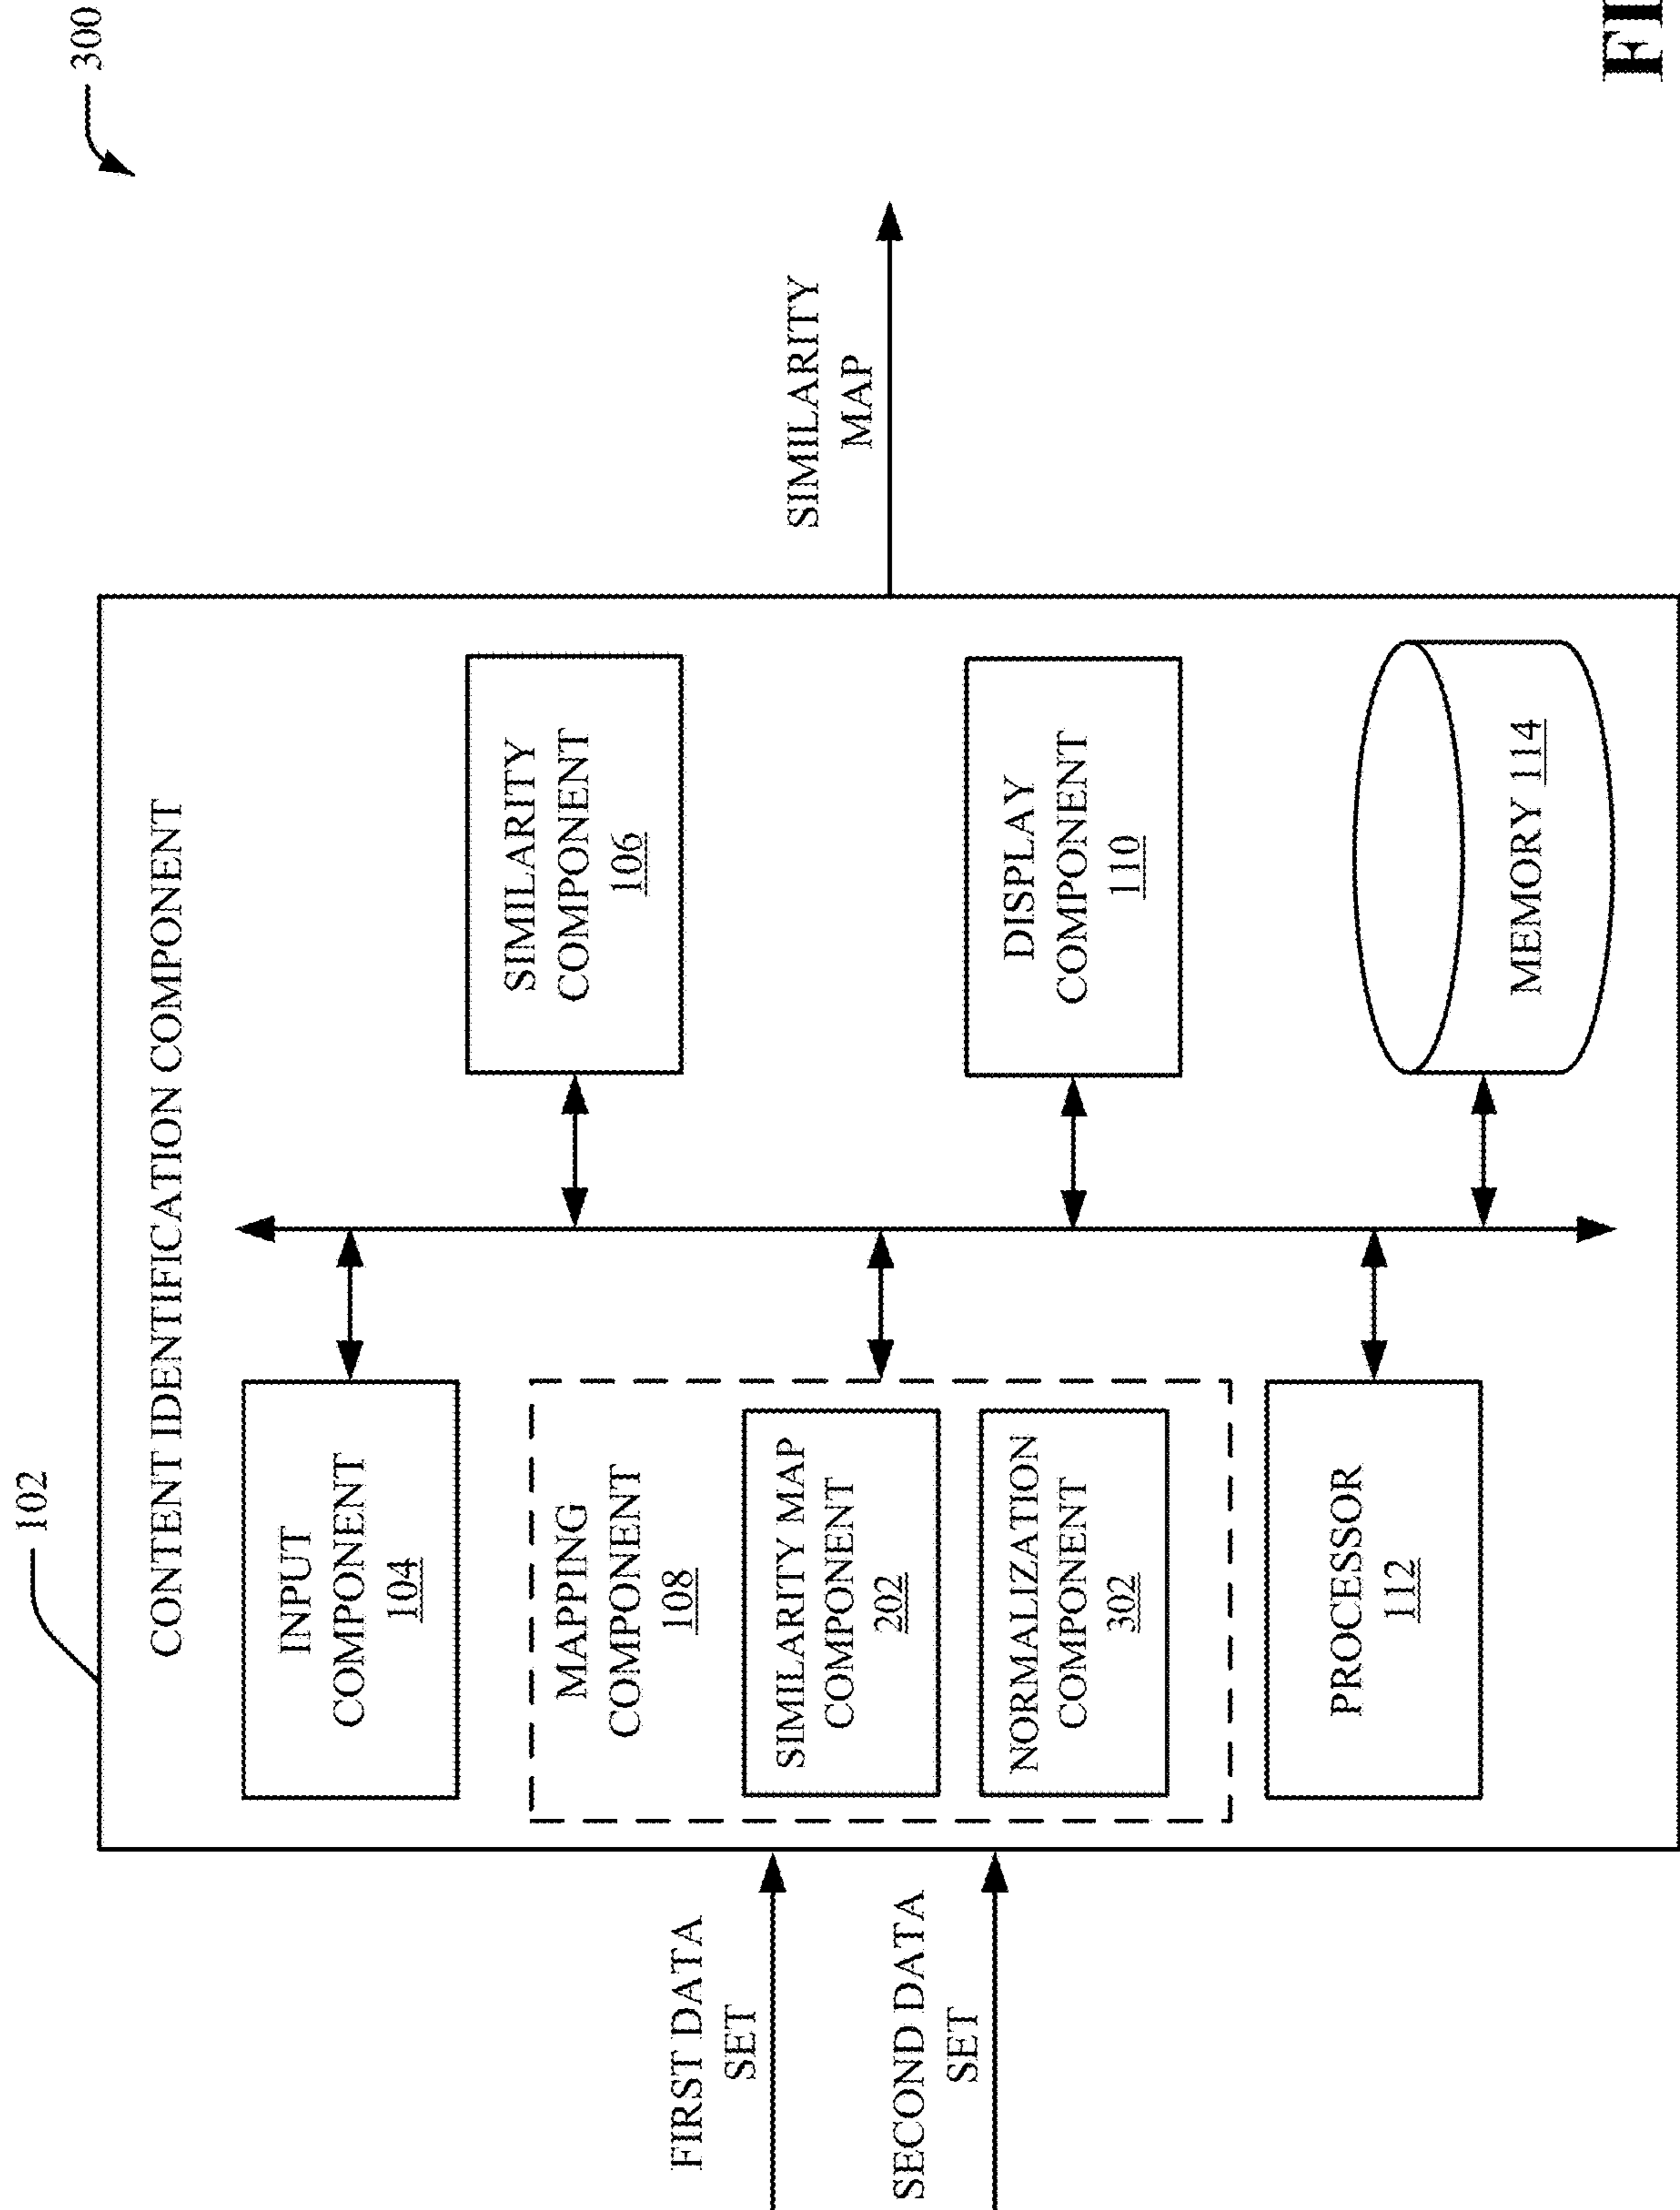 300
102
CONTENT IDENTIFICATION COMPONENT
INPUT
COMPONENT
104
SIMILARITY
COMPONENT
106
MAPPING
COMPONENT
108
SIMILARITY MAP
COMPONENT
202
NORMALIZATION
COMPONENT
302
DISPLAY
COMPONENT
110
PROCESSOR
112
MEMORY 114
FIRST DATA
SET
SECOND DATA
SET
SIMILARITY
MAP